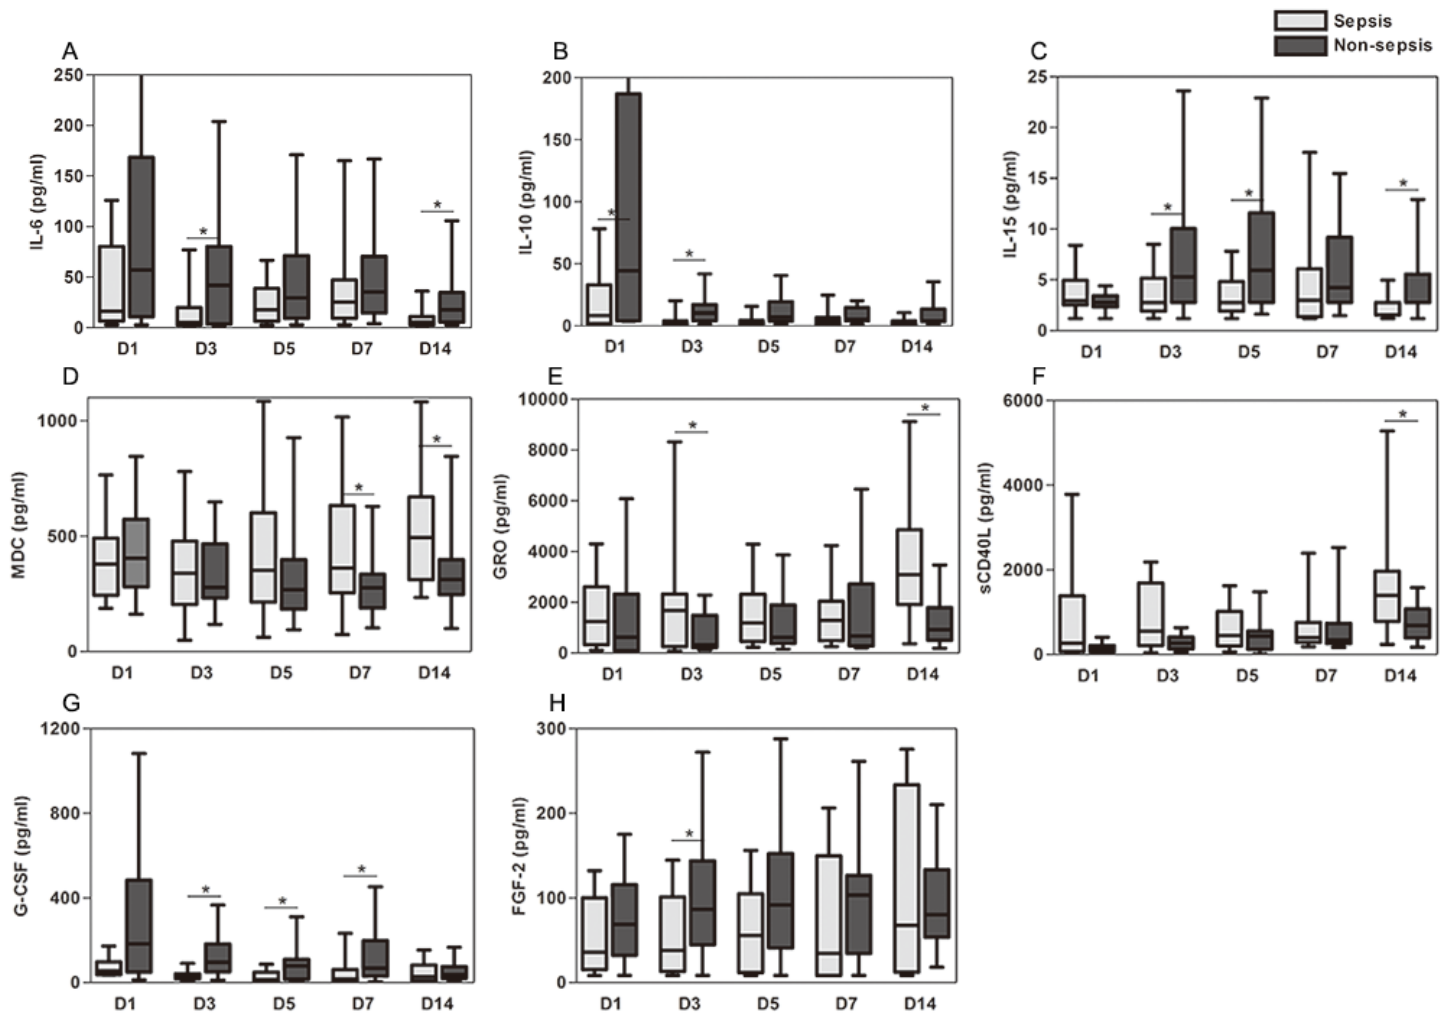 Sepsis
Non-sepsis
A
IL-6 (pg/ml)
250
200
150
100
50
0
*
*
D1 D3 D5 D7 D14
B
IL-10 (pg/ml)
200
150
100
50
0
*
*
D1 D3 D5 D7 D14
C
IL-15 (pg/ml)
25
20
15
10
5
0
*
*
*
D1 D3 D5 D7 D14
D
MDC (pg/ml)
1000
500
0
*
*
D1 D3 D5 D7 D14
E
GRO (pg/ml)
10000
8000
6000
4000
2000
0
*
*
D1 D3 D5 D7 D14
F
sCD40L (pg/ml)
6000
4000
2000
0
*
D1 D3 D5 D7 D14
G
G-CSF (pg/ml)
1200
800
400
0
*
*
*
D1 D3 D5 D7 D14
H
FGF-2 (pg/ml)
300
200
100
0
*
D1 D3 D5 D7 D14